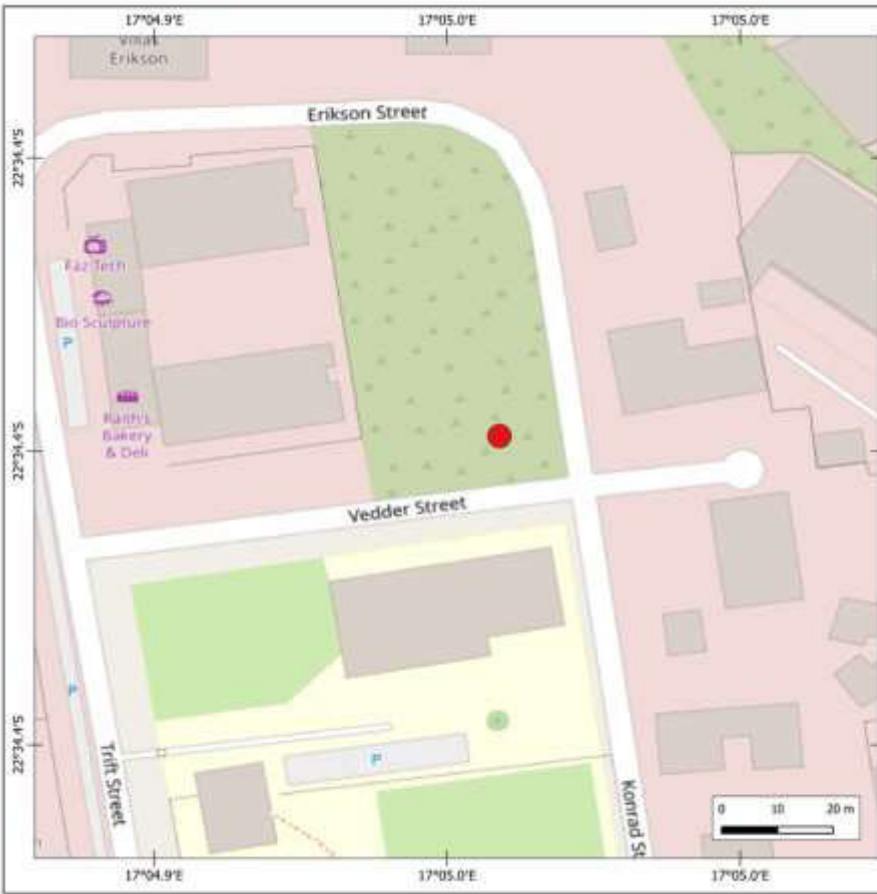 17°04.9'E
17°05.0'E
17°05.0'E
Erikson
Erikson Street
22°34.4'S
Faz Tech
Bio Sculpture
P
Bakery
& Deli
22°34.4'S
Vedder Street
P
22°34.4'S
P
Trift Street
Konrad St
0 10 20 m
17°04.9'E
17°05.0'E
17°05.0'E